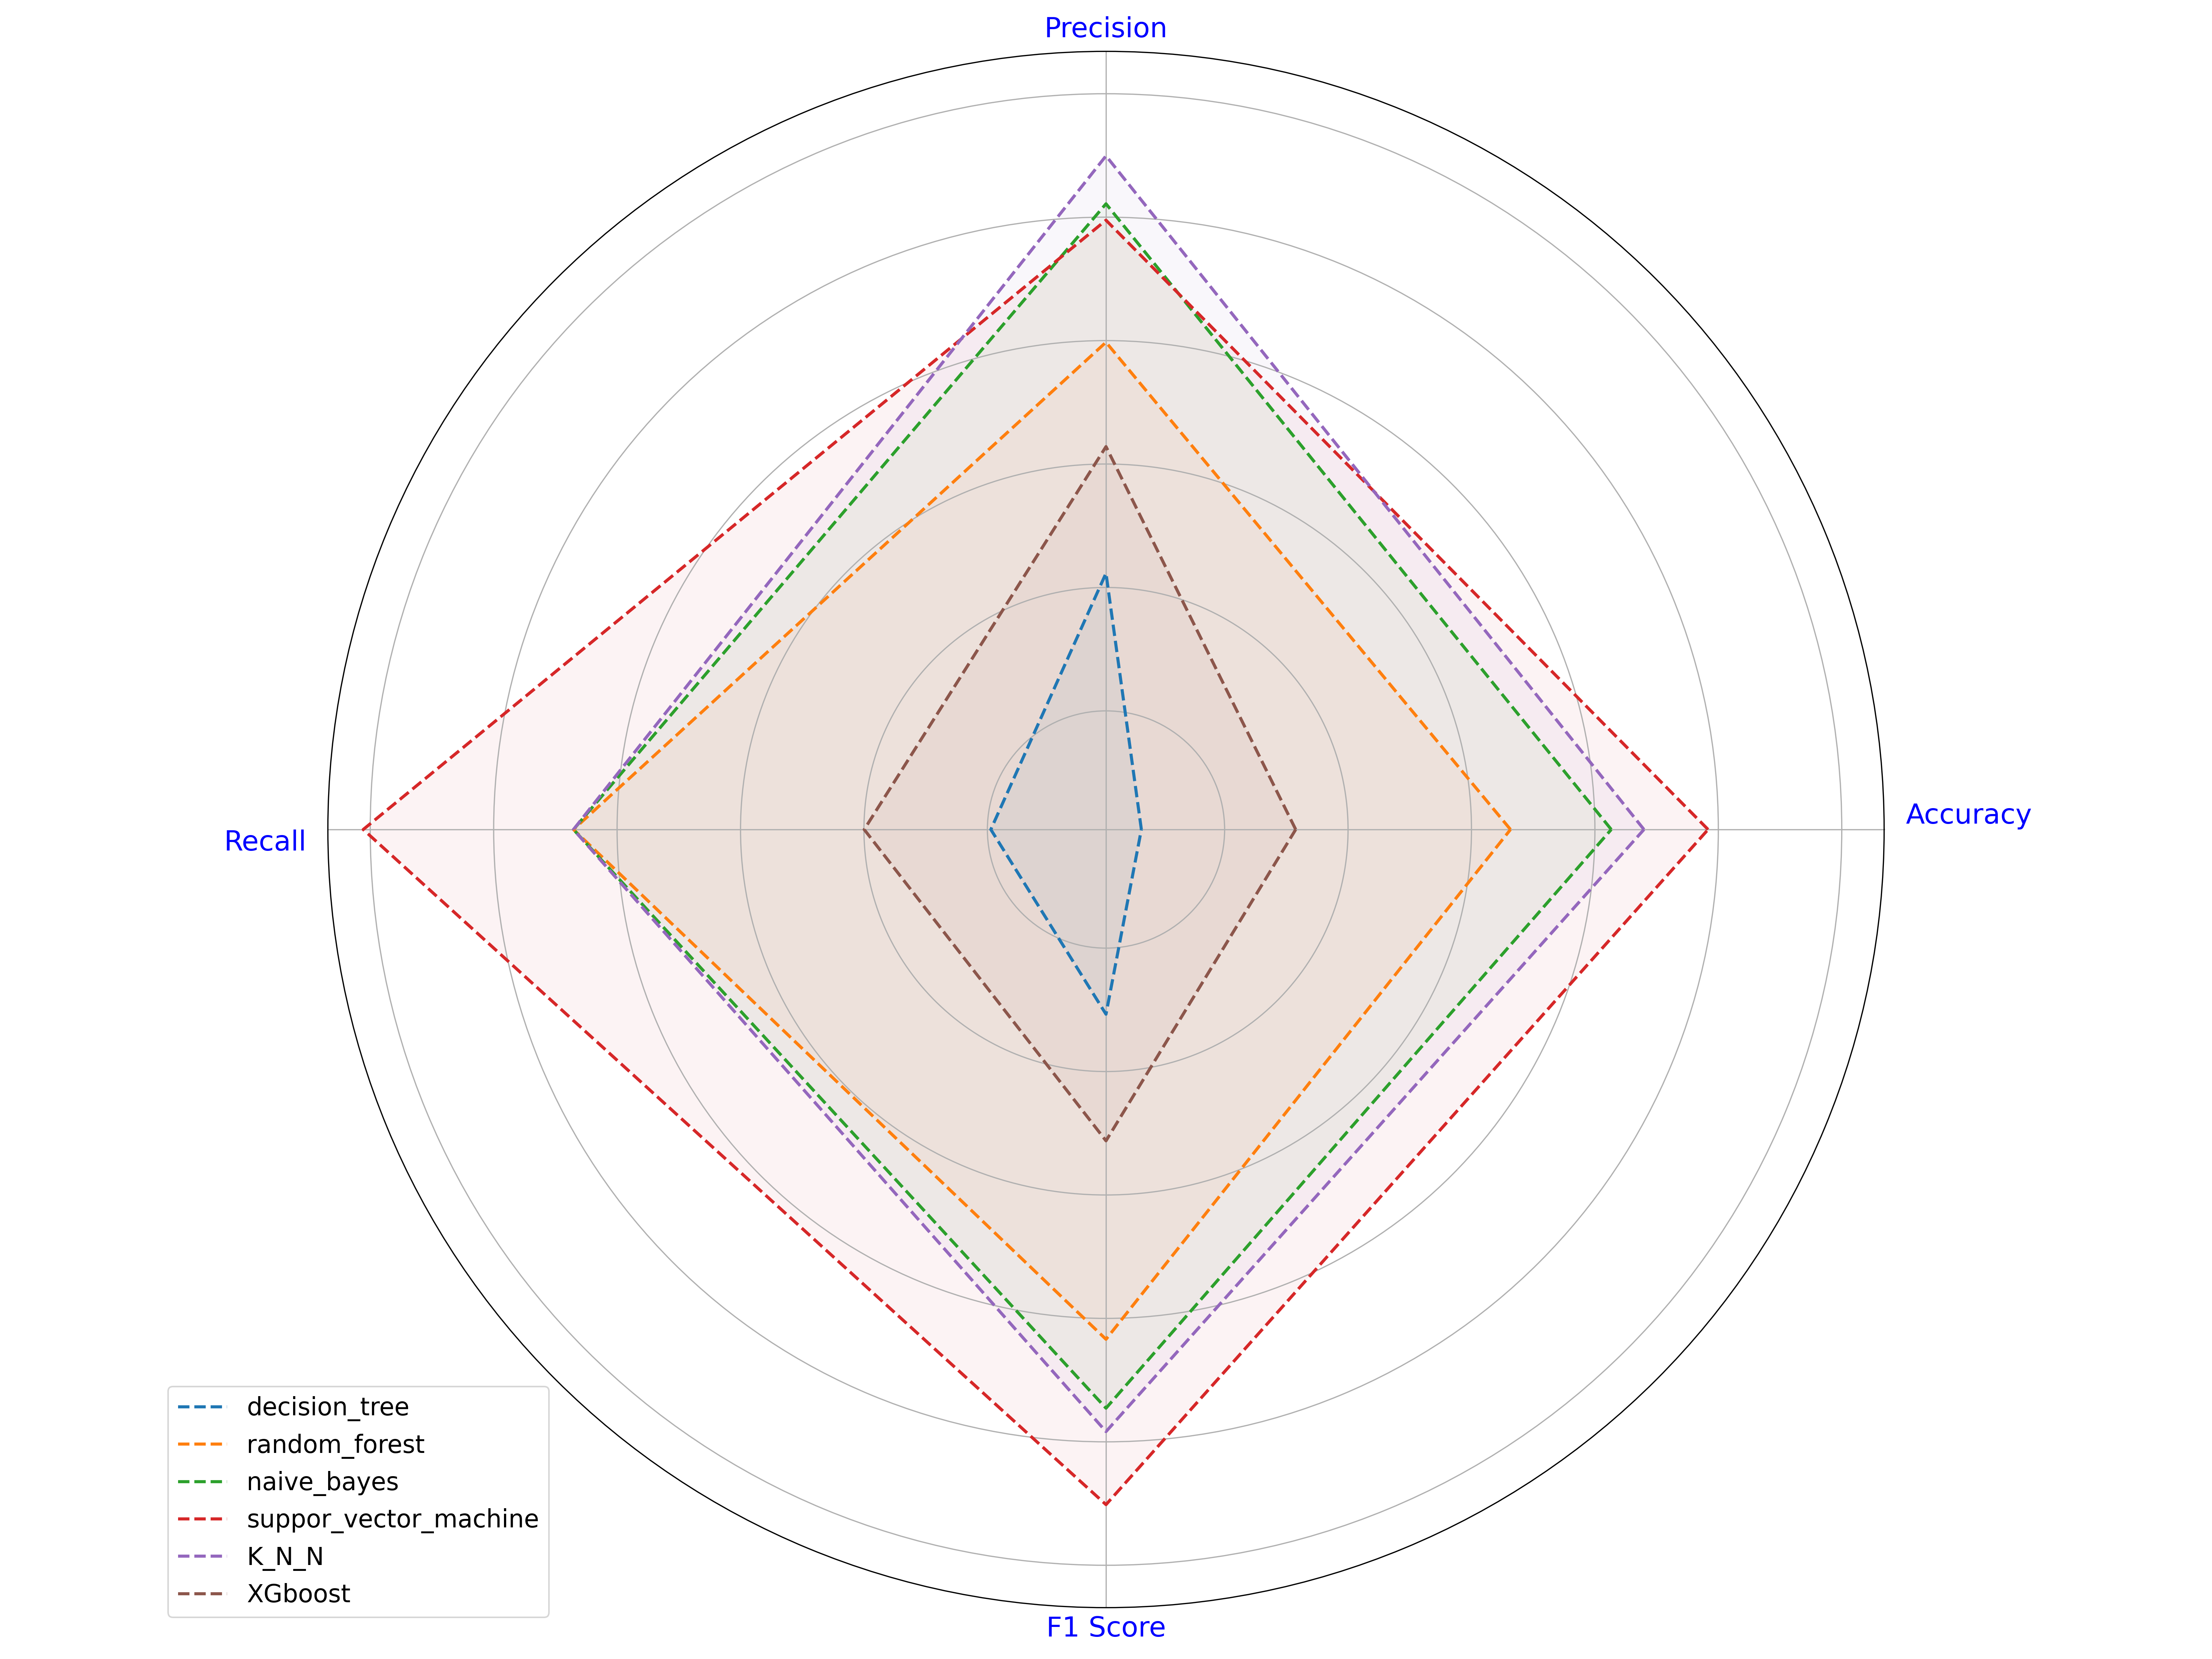 Precision
Accuracy
Recall
F1 Score
decision_tree
random_forest
naive_bayes
suppor_vector_machine
K_N_N
XGboost